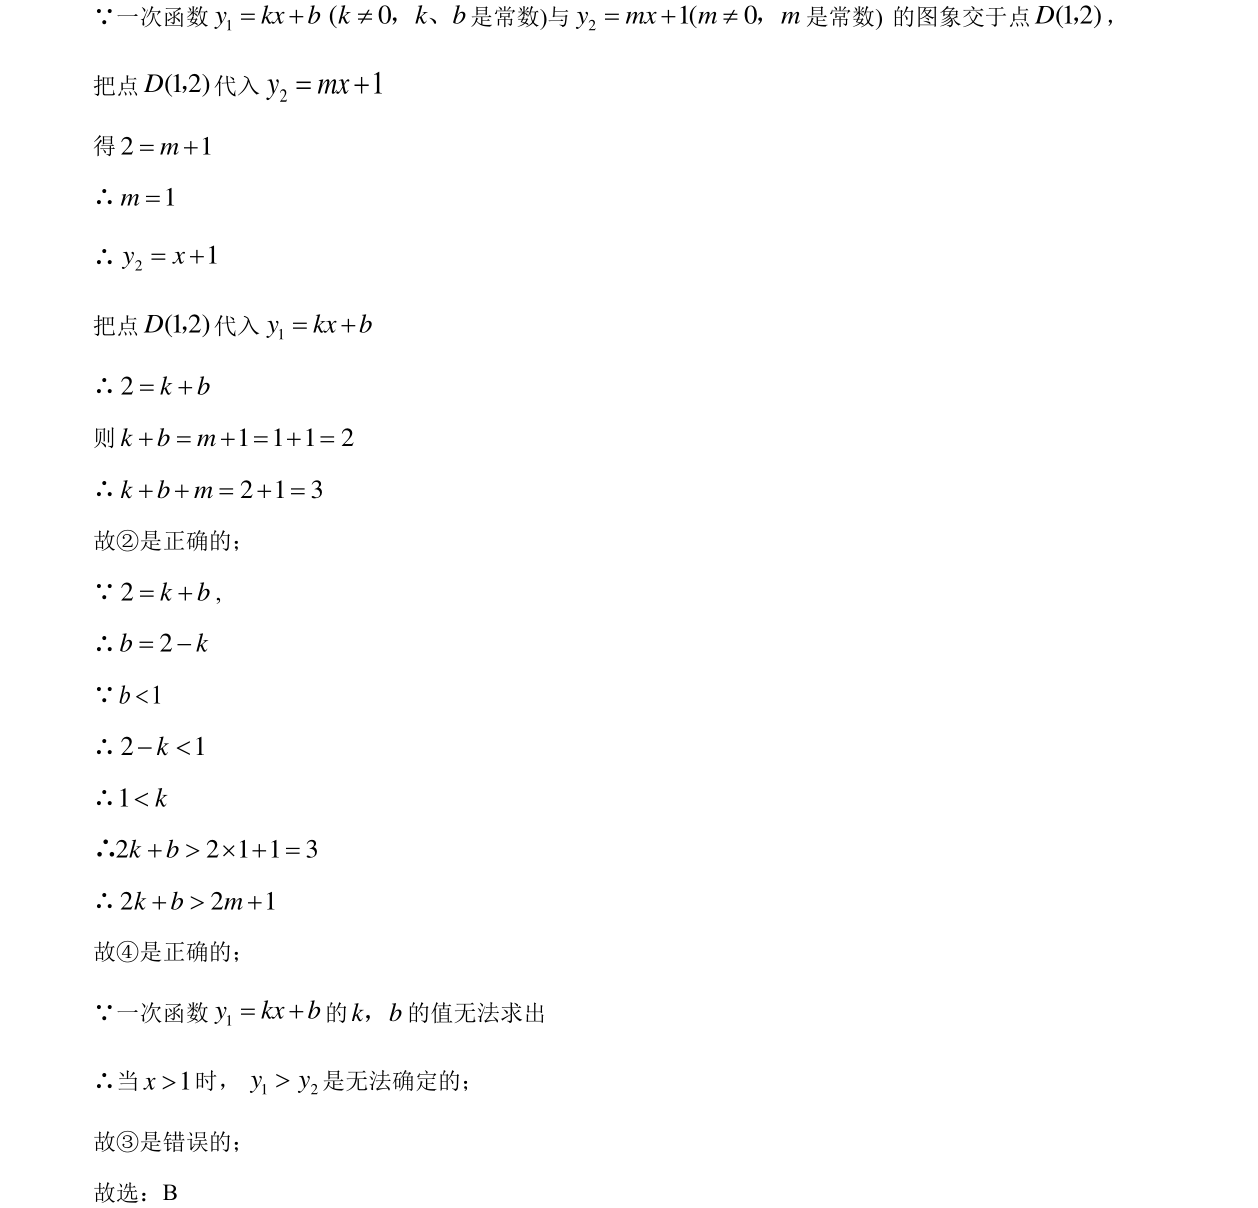 ∵一次函数 y₁ = kx+b (k ≠ 0，k、b是常数)与 y₂ = mx+1(m ≠ 0，m是常数) 的图象交于点D(1,2)，
把点D(1,2)代入 y₂ = mx+1
得 2 = m+1
∴ m = 1
∴ y₂ = x+1
把点D(1,2)代入 y₁ = kx+b
∴ 2 = k+b
则 k+b = m+1 = 1+1 = 2
∴ k+b+m = 2+1 = 3
故②是正确的；
∵ 2 = k+b，
∴ b = 2−k
∵ b<1
∴ 2−k <1
∴ 1< k
∴2k+b > 2×1+1 = 3
∴ 2k+b > 2m+1
故④是正确的；
∵一次函数 y₁ = kx+b 的k，b 的值无法求出
∴当 x >1时， y₁ > y₂ 是无法确定的；
故③是错误的；
故选：B